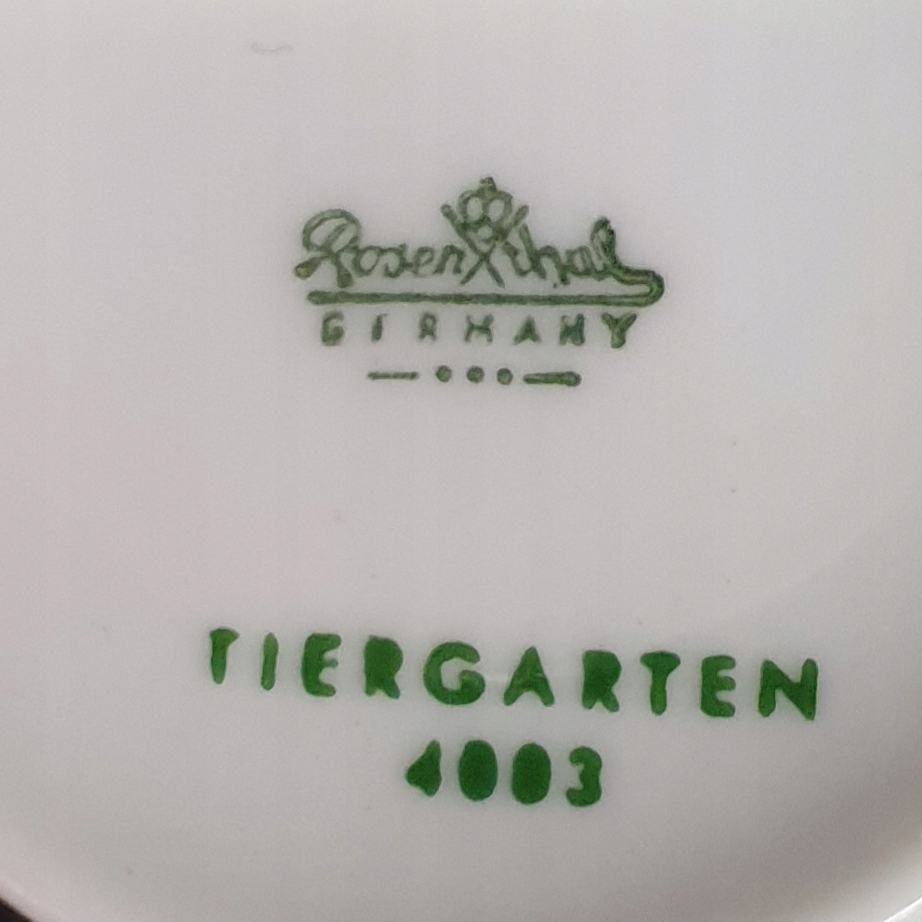 Rosenthal
GERMANY
TIERGARTEN
4003